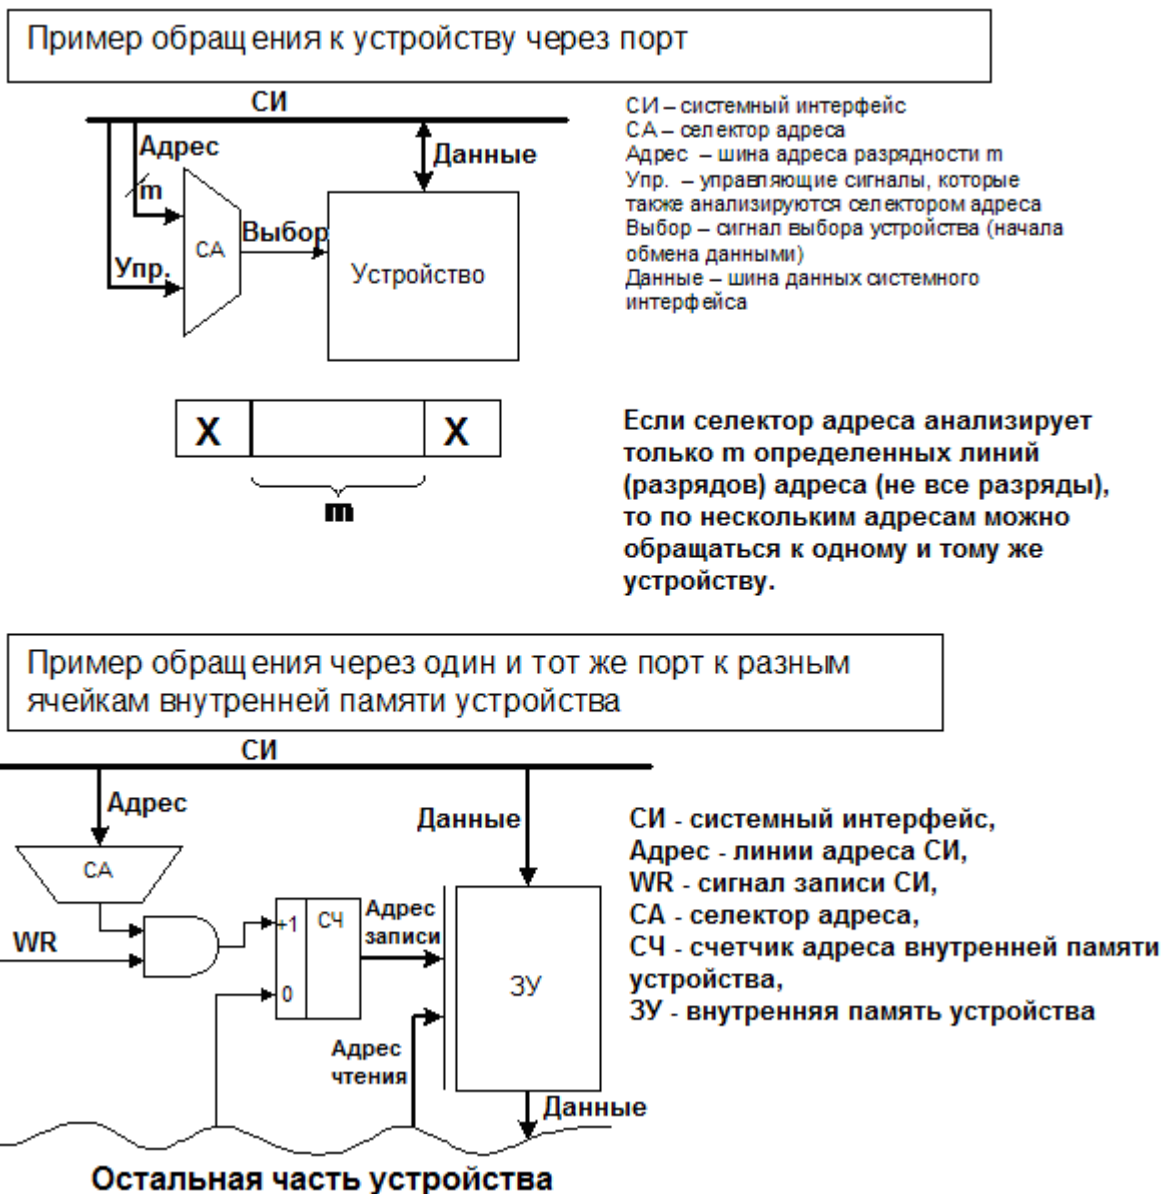 Пример обращения к устройству через порт
СИ
Адрес
m
Данные
СА
Выбор
Упр.
Устройство
СИ – системный интерфейс
СА – селектор адреса
Адрес – шина адреса разрядности m
Упр. – управляющие сигналы, которые
также анализируются селектором адреса
Выбор – сигнал выбора устройства (начала
обмена данными)
Данные – шина данных системного
интерфейса
X X
m
Если селектор адреса анализирует
только m определенных линий
(разрядов) адреса (не все разряды),
то по нескольким адресам можно
обращаться к одному и тому же
устройству.
Пример обращения через один и тот же порт к разным
ячейкам внутренней памяти устройства
СИ
Адрес
Данные
СА
WR
+1 СЧ
0
Адрес
записи
ЗУ
Адрес
чтения
Данные
Остальная часть устройства
СИ - системный интерфейс,
Адрес - линии адреса СИ,
WR - сигнал записи СИ,
СА - селектор адреса,
СЧ - счетчик адреса внутренней памяти
устройства,
ЗУ - внутренняя память устройства